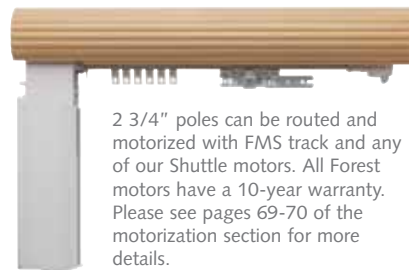 2 3/4" poles can be routed and
motorized with FMS track and any
of our Shuttle motors. All Forest
motors have a 10-year warranty.
Please see pages 69-70 of the
motorization section for more
details.